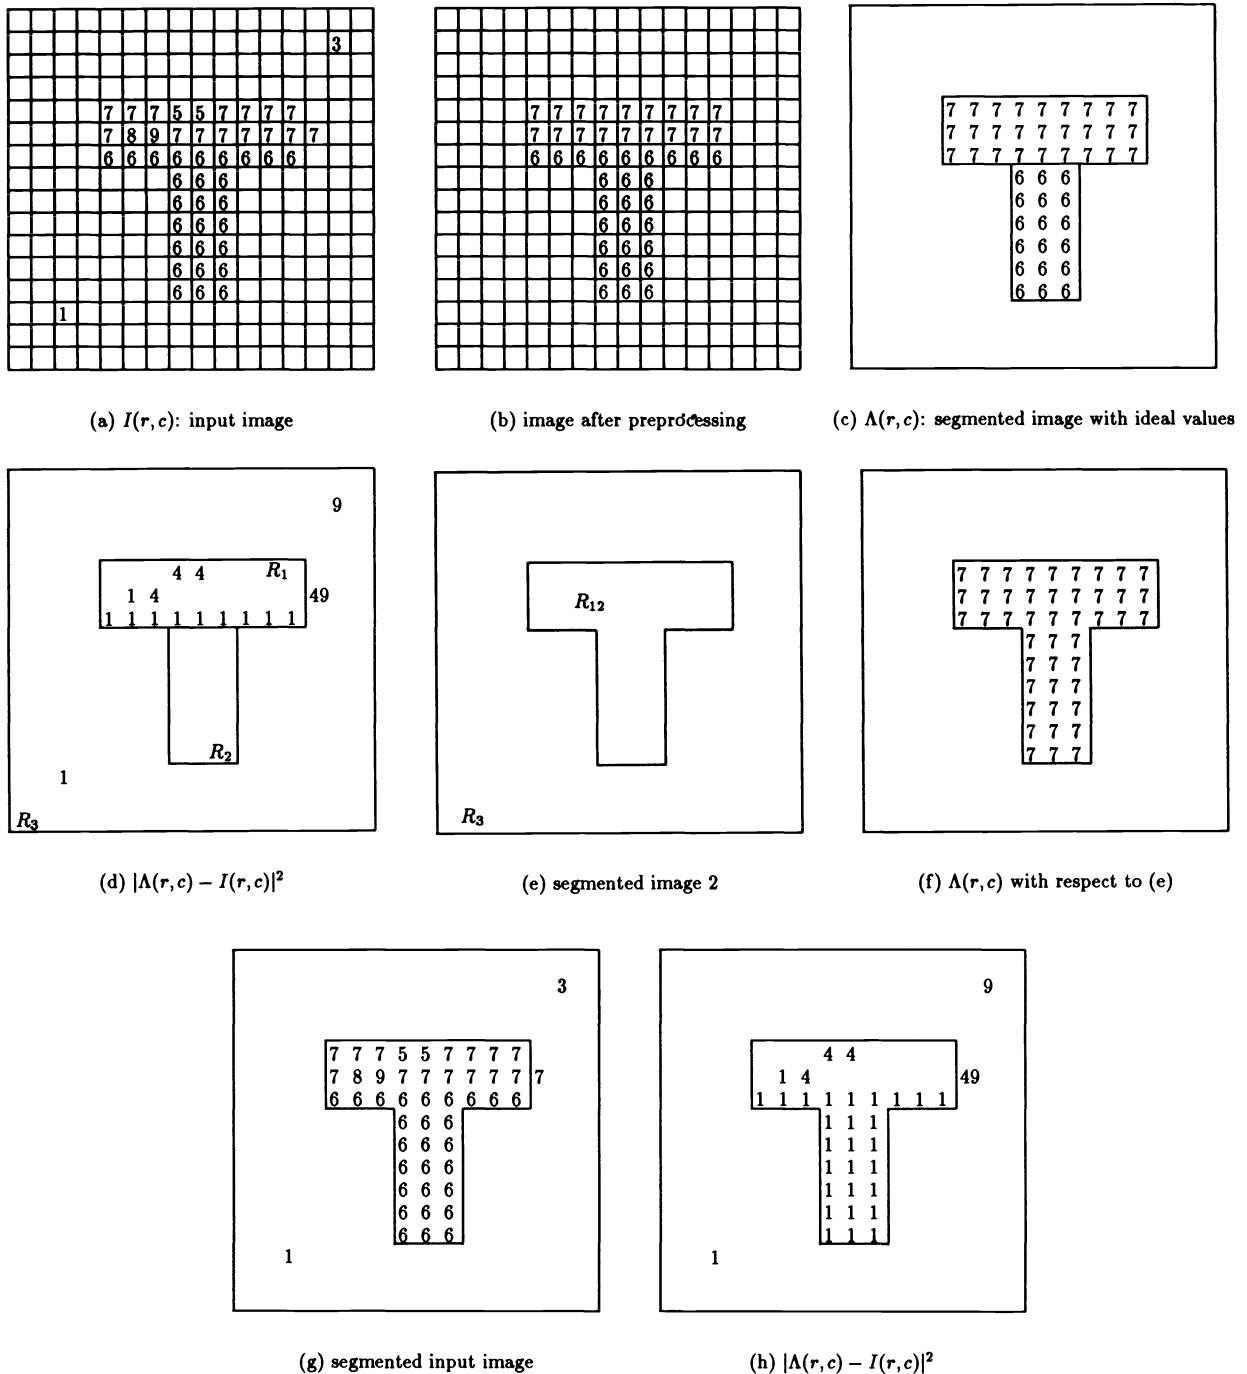 3
7 7 7 5 5 7 7 7 7
7 8 9 7 7 7 7 7 7 7
6 6 6 6 6 6 6 6 6
6 6 6
6 6 6
6 6 6
6 6 6
6 6 6
6 6 6
1
(a) I(r, c): input image
7 7 7 7 7 7 7 7 7
7 7 7 7 7 7 7 7 7
6 6 6 6 6 6 6 6 6
6 6 6
6 6 6
6 6 6
6 6 6
6 6 6
6 6 6
(b) image after preprocessing
7 7 7 7 7 7 7 7 7
7 7 7 7 7 7 7 7 7
7 7 7 7 7 7 7 7 7
6 6 6
6 6 6
6 6 6
6 6 6
6 6 6
6 6 6
(c) Λ(r, c): segmented image with ideal values
9
4 4 R₁
1 4 49
1 1 1 1 1 1 1 1 1
R₂
1
R₃
(d) |Λ(r, c) − I(r, c)|²
R₁₂
R₃
(e) segmented image 2
7 7 7 7 7 7 7 7 7
7 7 7 7 7 7 7 7 7
7 7 7 7 7 7 7 7 7
7 7 7
7 7 7
7 7 7
7 7 7
7 7 7
7 7 7
(f) Λ(r, c) with respect to (e)
3
7 7 7 5 5 7 7 7 7
7 8 9 7 7 7 7 7 7 7
6 6 6 6 6 6 6 6 6
6 6 6
6 6 6
6 6 6
6 6 6
6 6 6
6 6 6
1
(g) segmented input image
9
4 4
1 4 49
1 1 1 1 1 1 1 1 1
1 1 1
1 1 1
1 1 1
1 1 1
1 1 1
1 1 1
1
(h) |Λ(r, c) − I(r, c)|²